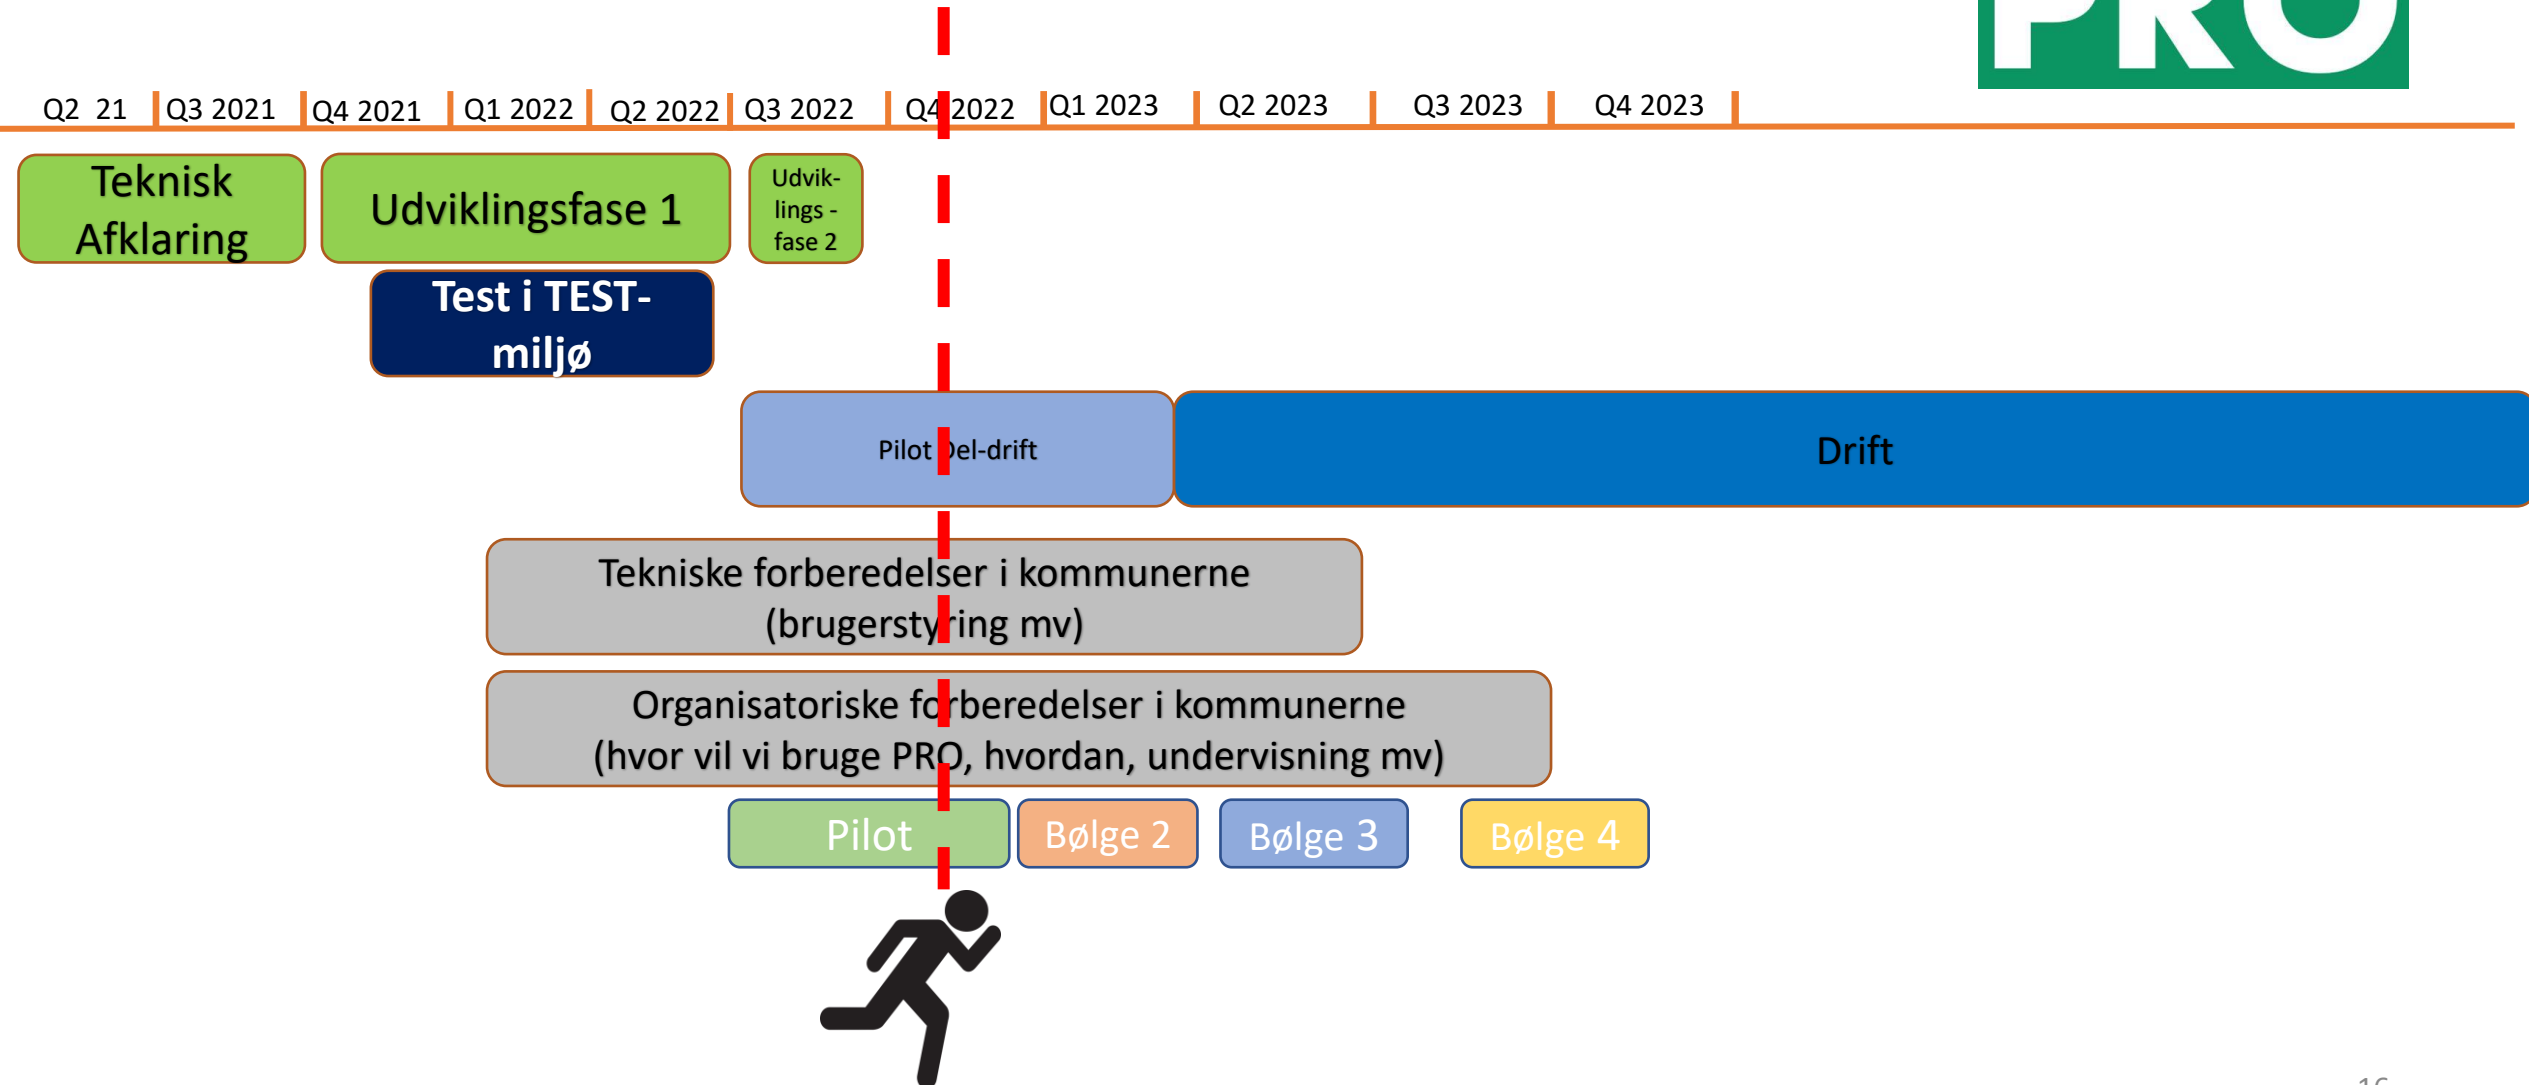 PRO
Q2 21 Q3 2021 Q4 2021 Q1 2022 Q2 2022 Q3 2022 Q4 2022 Q1 2023 Q2 2023 Q3 2023 Q4 2023
Teknisk
Afklaring
Udviklingsfase 1
Udvik-
lings -
fase 2
Test i TEST-
miljø
Pilot Del-drift
Drift
Tekniske forberedelser i kommunerne
(brugerstyring mv)
Organisatoriske forberedelser i kommunerne
(hvor vil vi bruge PRO, hvordan, undervisning mv)
Pilot
Bølge 2
Bølge 3
Bølge 4